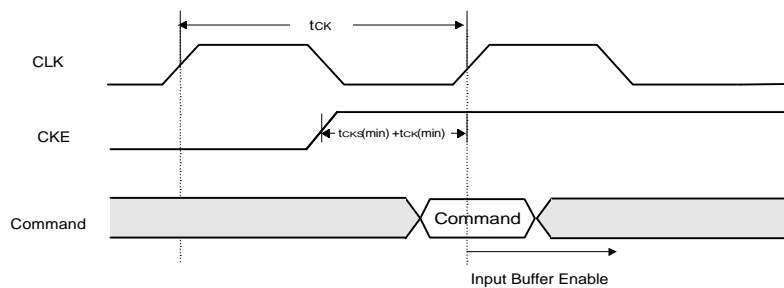 tCK
CLK
CKE
tCKS(min)+tCK(min)
Command
Command
Input Buffer Enable